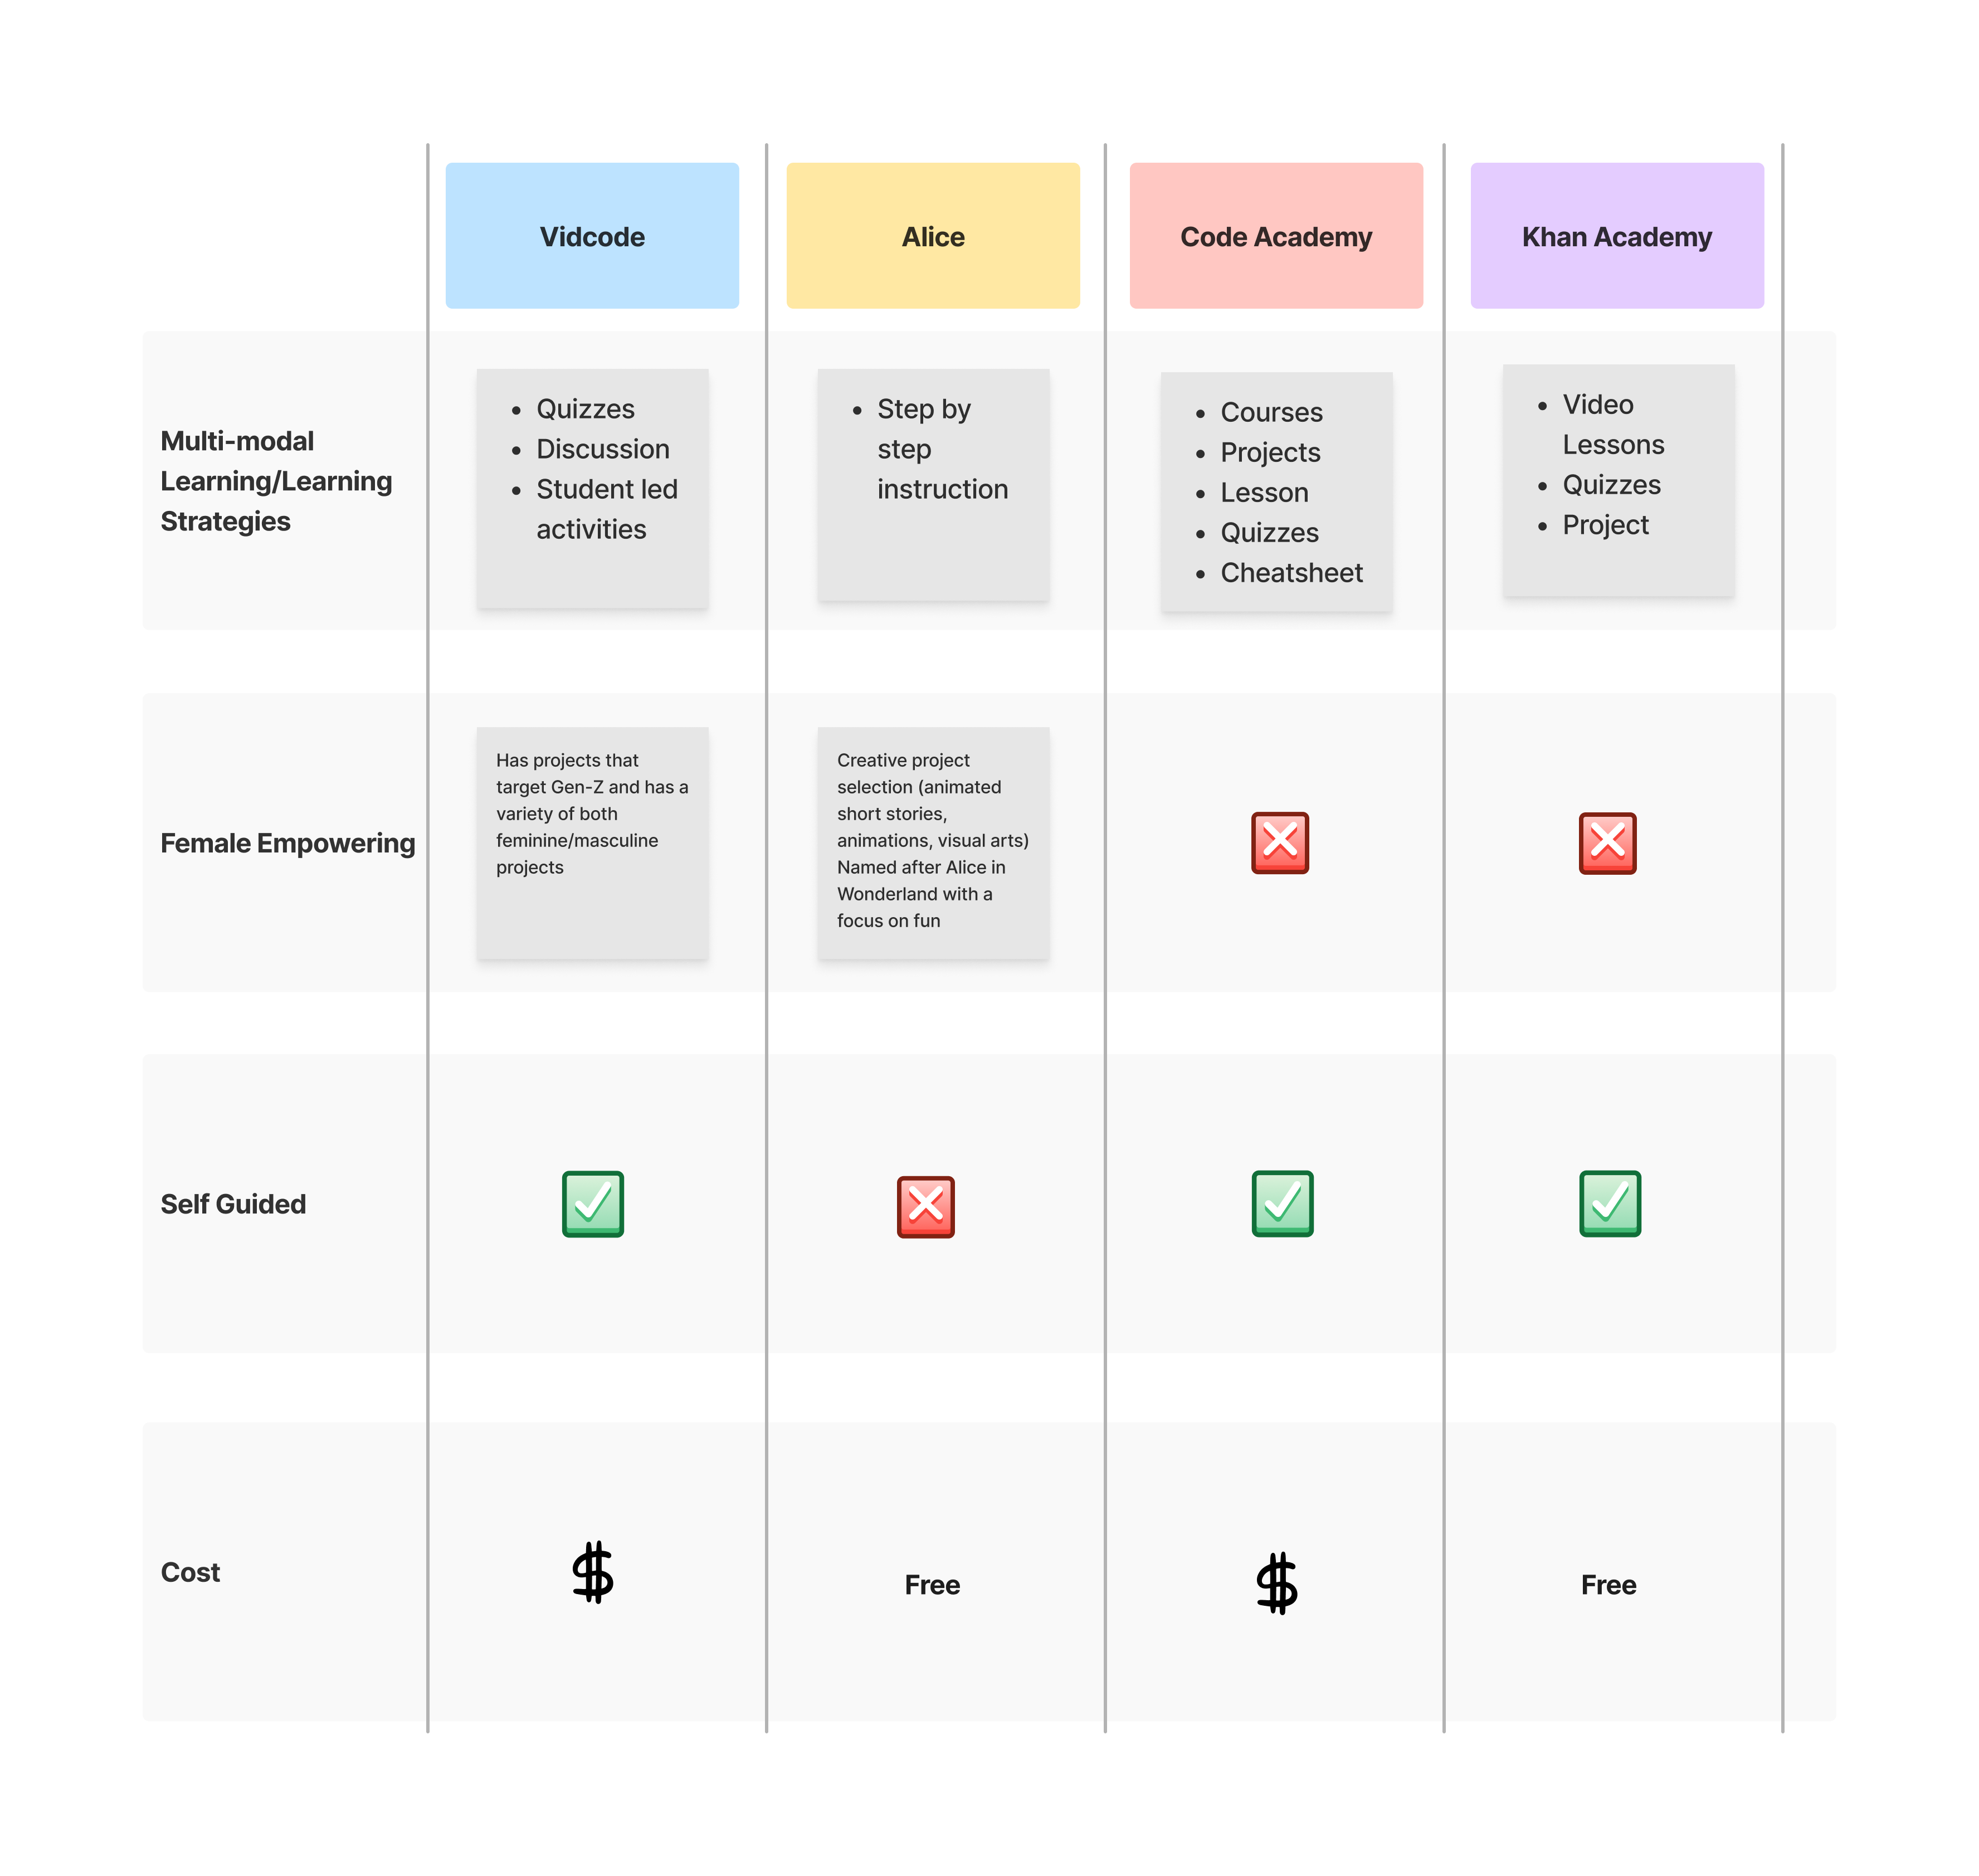 Vidcode
Alice
Code Academy
Khan Academy
Multi-modal
Learning/Learning
Strategies
• Quizzes
• Discussion
• Student led
activities
• Step by
step
instruction
• Courses
• Projects
• Lesson
• Quizzes
• Cheatsheet
• Video
Lessons
• Quizzes
• Project
Female Empowering
Has projects that
target Gen-Z and has a
variety of both
feminine/masculine
projects
Creative project
selection (animated
short stories,
animations, visual arts)
Named after Alice in
Wonderland with a
focus on fun
Self Guided
Cost
$
Free
$
Free